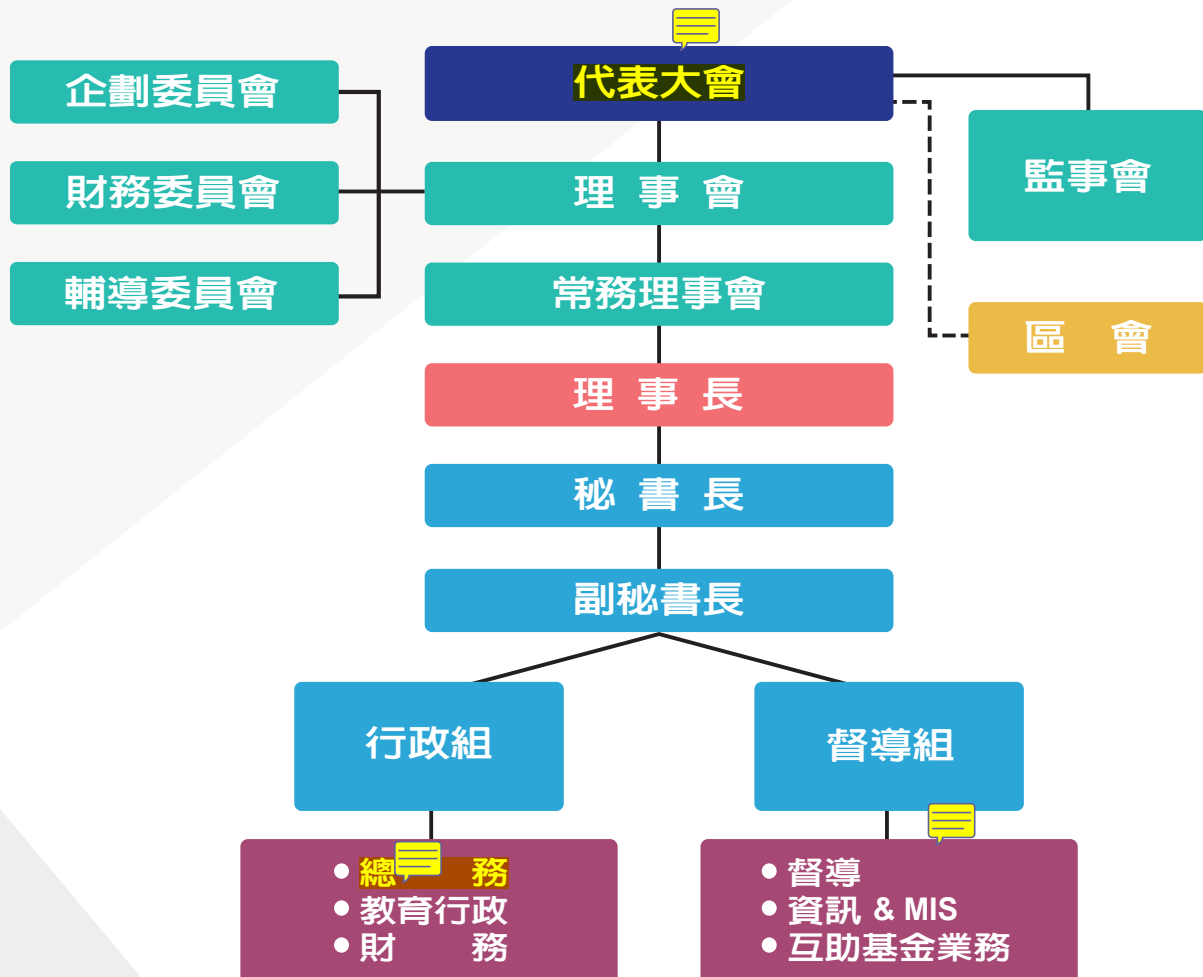 代表大會
企劃委員會
財務委員會
輔導委員會
理 事 會
監事會
常務理事會
區 會
理 事 長
秘 書 長
副秘書長
行政組
督導組
• 總 務
• 教育行政
• 財 務
• 督導
• 資訊 & MIS
• 互助基金業務